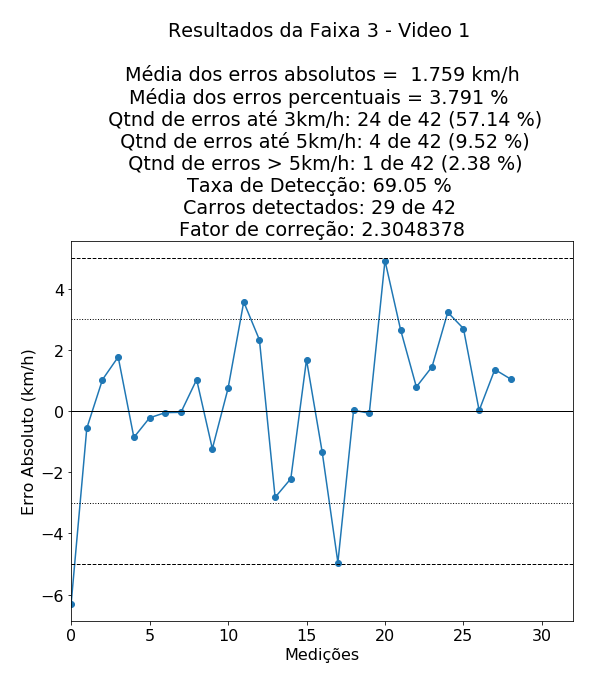 Resultados da Faixa 3 - Video 1
Média dos erros absolutos =  1.759 km/h
Média dos erros percentuais = 3.791 %
Qtnd de erros até 3km/h: 24 de 42 (57.14 %)
Qtnd de erros até 5km/h: 4 de 42 (9.52 %)
Qtnd de erros > 5km/h: 1 de 42 (2.38 %)
Taxa de Detecção: 69.05 %
Carros detectados: 29 de 42
Fator de correção: 2.3048378
4
2
0
−2
−4
−6
Erro Absoluto (km/h)
0 5 10 15 20 25 30
Medições